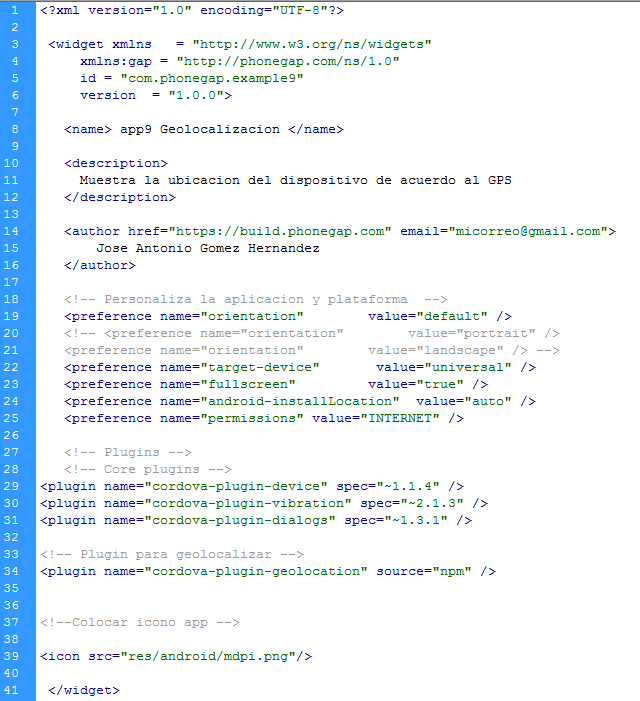 1 <?xml version="1.0" encoding="UTF-8"?>
2
3 <widget xmlns   = "http://www.w3.org/ns/widgets"
4     xmlns:gap = "http://phonegap.com/ns/1.0"
5     id = "com.phonegap.example9"
6     version  = "1.0.0">
7
8   <name> app9 Geolocalizacion </name>
9
10   <description>
11     Muestra la ubicacion del dispositivo de acuerdo al GPS
12   </description>
13
14   <author href="https://build.phonegap.com" email="micorreo@gmail.com">
15       Jose Antonio Gomez Hernandez
16   </author>
17
18   <!-- Personaliza la aplicacion y plataforma  -->
19   <preference name="orientation"        value="default" />
20   <!-- <preference name="orientation"        value="portrait" />
21   <preference name="orientation"        value="landscape" /> -->
22   <preference name="target-device"       value="universal" />
23   <preference name="fullscreen"         value="true" />
24   <preference name="android-installLocation"  value="auto" />
25   <preference name="permissions" value="INTERNET" />
26
27   <!-- Plugins -->
28   <!-- Core plugins -->
29 <plugin name="cordova-plugin-device" spec="~1.1.4" />
30 <plugin name="cordova-plugin-vibration" spec="~2.1.3" />
31 <plugin name="cordova-plugin-dialogs" spec="~1.3.1" />
32
33 <!-- Plugin para geolocalizar -->
34 <plugin name="cordova-plugin-geolocation" source="npm" />
35
36
37 <!--Colocar icono app -->
38
39 <icon src="res/android/mdpi.png"/>
40
41 </widget>